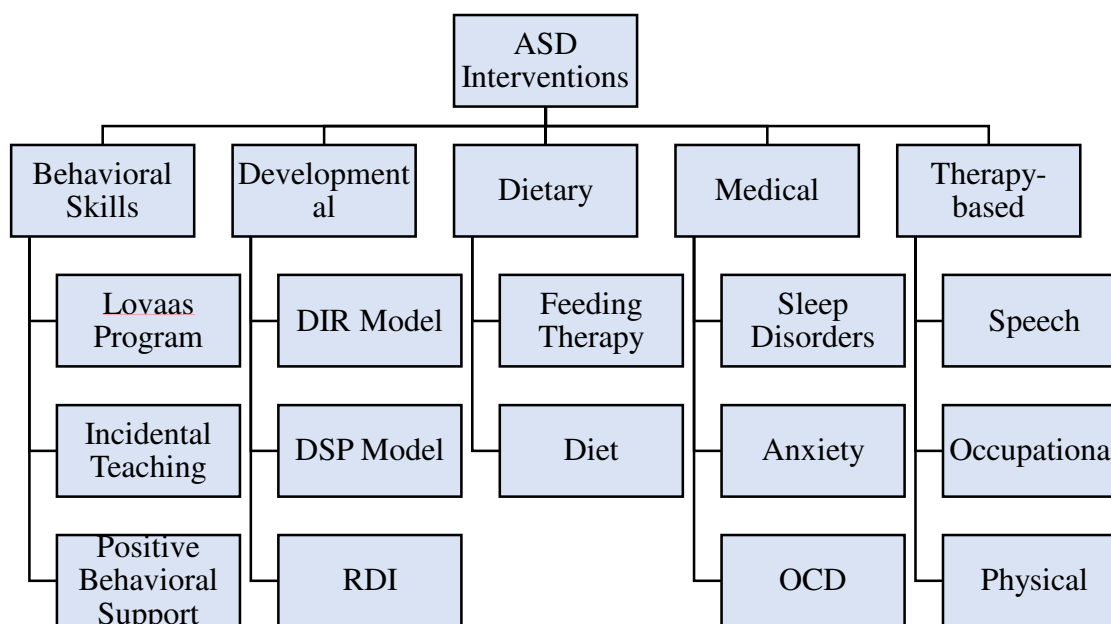 ASD
Interventions
Behavioral
Skills
Development
al
Dietary
Medical
Therapy-
based
Lovaas
Program
DIR Model
Feeding
Therapy
Sleep
Disorders
Speech
Incidental
Teaching
DSP Model
Diet
Anxiety
Occupationa
Positive
Behavioral
Support
RDI
OCD
Physical